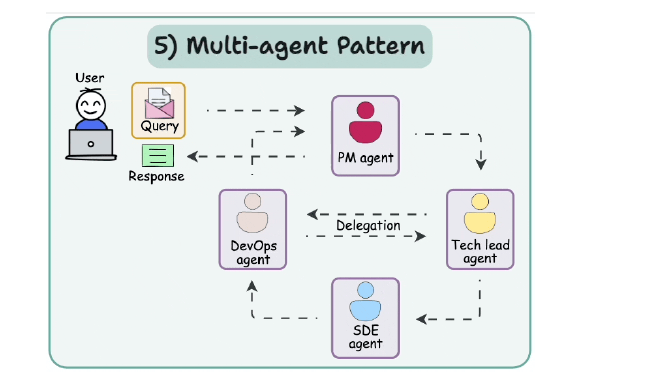 5) Multi-agent Pattern
User
Query
Response
PM agent
DevOps
agent
Delegation
Tech lead
agent
SDE
agent